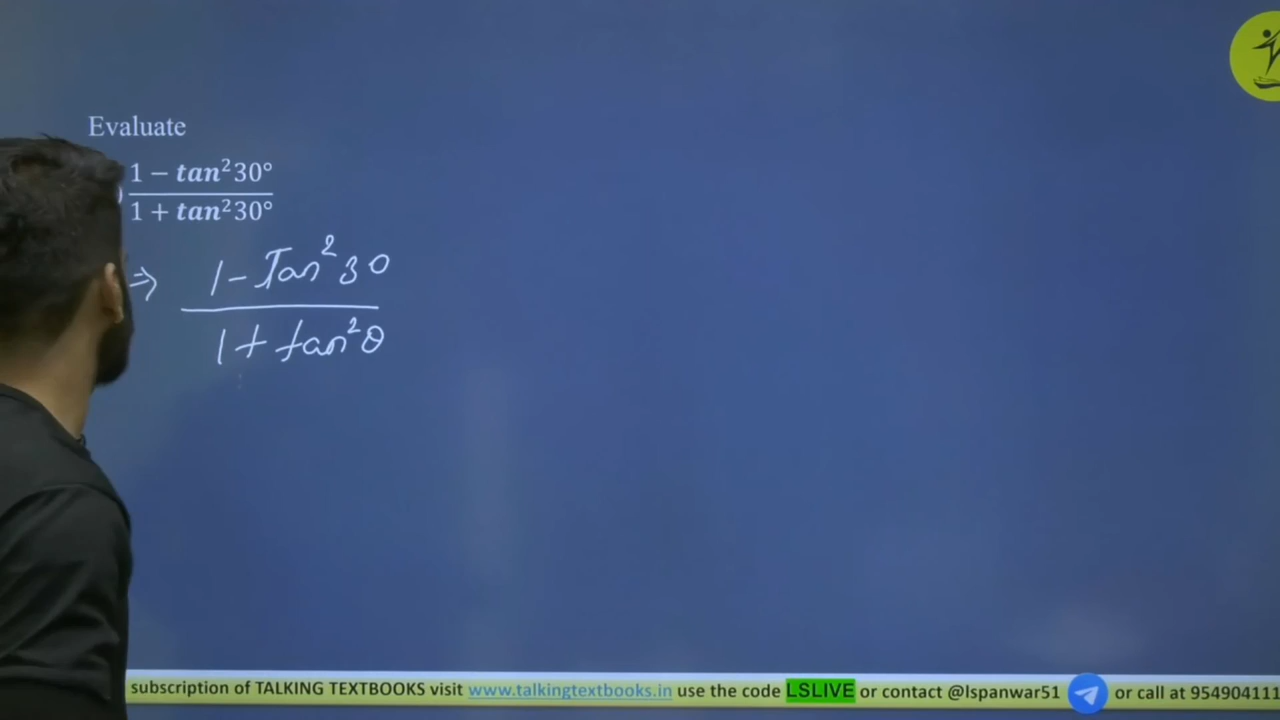 Evaluate
) 1 − tan²30°
1 + tan²30°
⇒ 1 - Tan²30
1 + tan²θ
subscription of TALKING TEXTBOOKS visit www.talkingtextbooks.in use the code LSLIVE or contact @lspanwar51 or call at 954904111